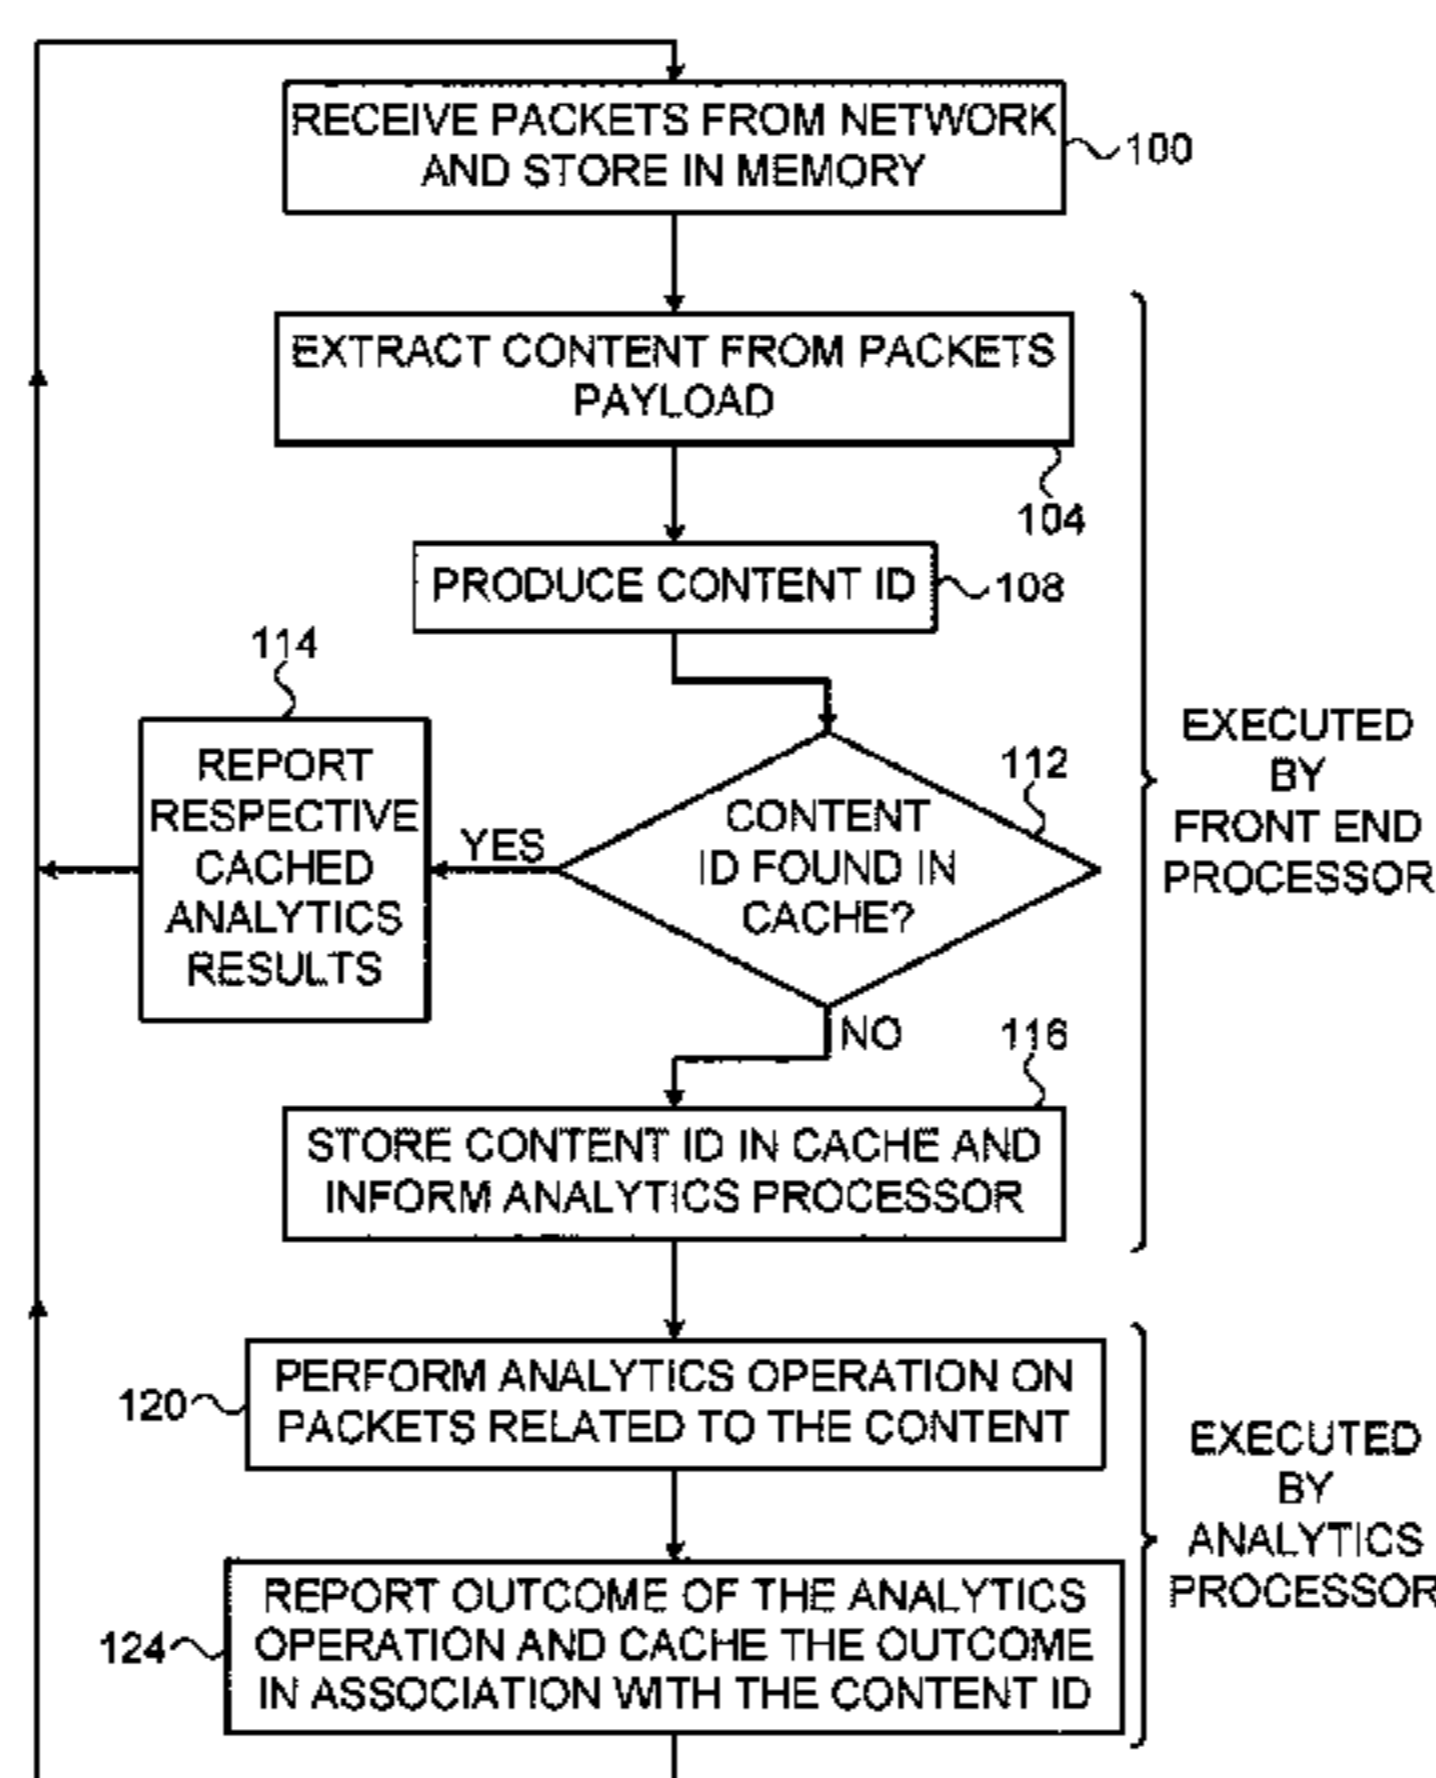 RECEIVE PACKETS FROM NETWORK
AND STORE IN MEMORY
100
EXTRACT CONTENT FROM PACKETS
PAYLOAD
104
PRODUCE CONTENT ID
108
114
REPORT
RESPECTIVE
CACHED
ANALYTICS
RESULTS
YES
112
CONTENT
ID FOUND IN
CACHE?
NO
EXECUTED
BY
FRONT END
PROCESSOR
116
STORE CONTENT ID IN CACHE AND
INFORM ANALYTICS PROCESSOR
120
PERFORM ANALYTICS OPERATION ON
PACKETS RELATED TO THE CONTENT
124
REPORT OUTCOME OF THE ANALYTICS
OPERATION AND CACHE THE OUTCOME
IN ASSOCIATION WITH THE CONTENT ID
EXECUTED
BY
ANALYTICS
PROCESSOR